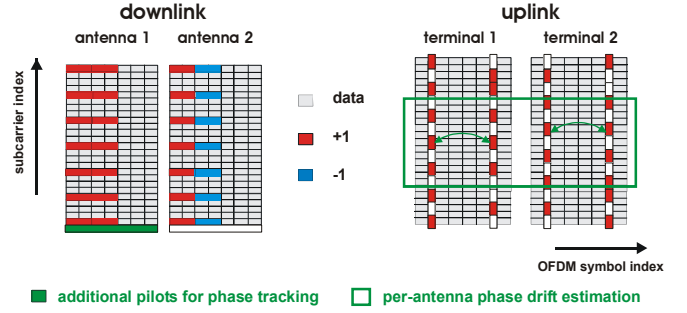 downlink
uplink
antenna 1
antenna 2
terminal 1
terminal 2
subcarrier index
data
+1
-1
OFDM symbol index
additional pilots for phase tracking
per-antenna phase drift estimation